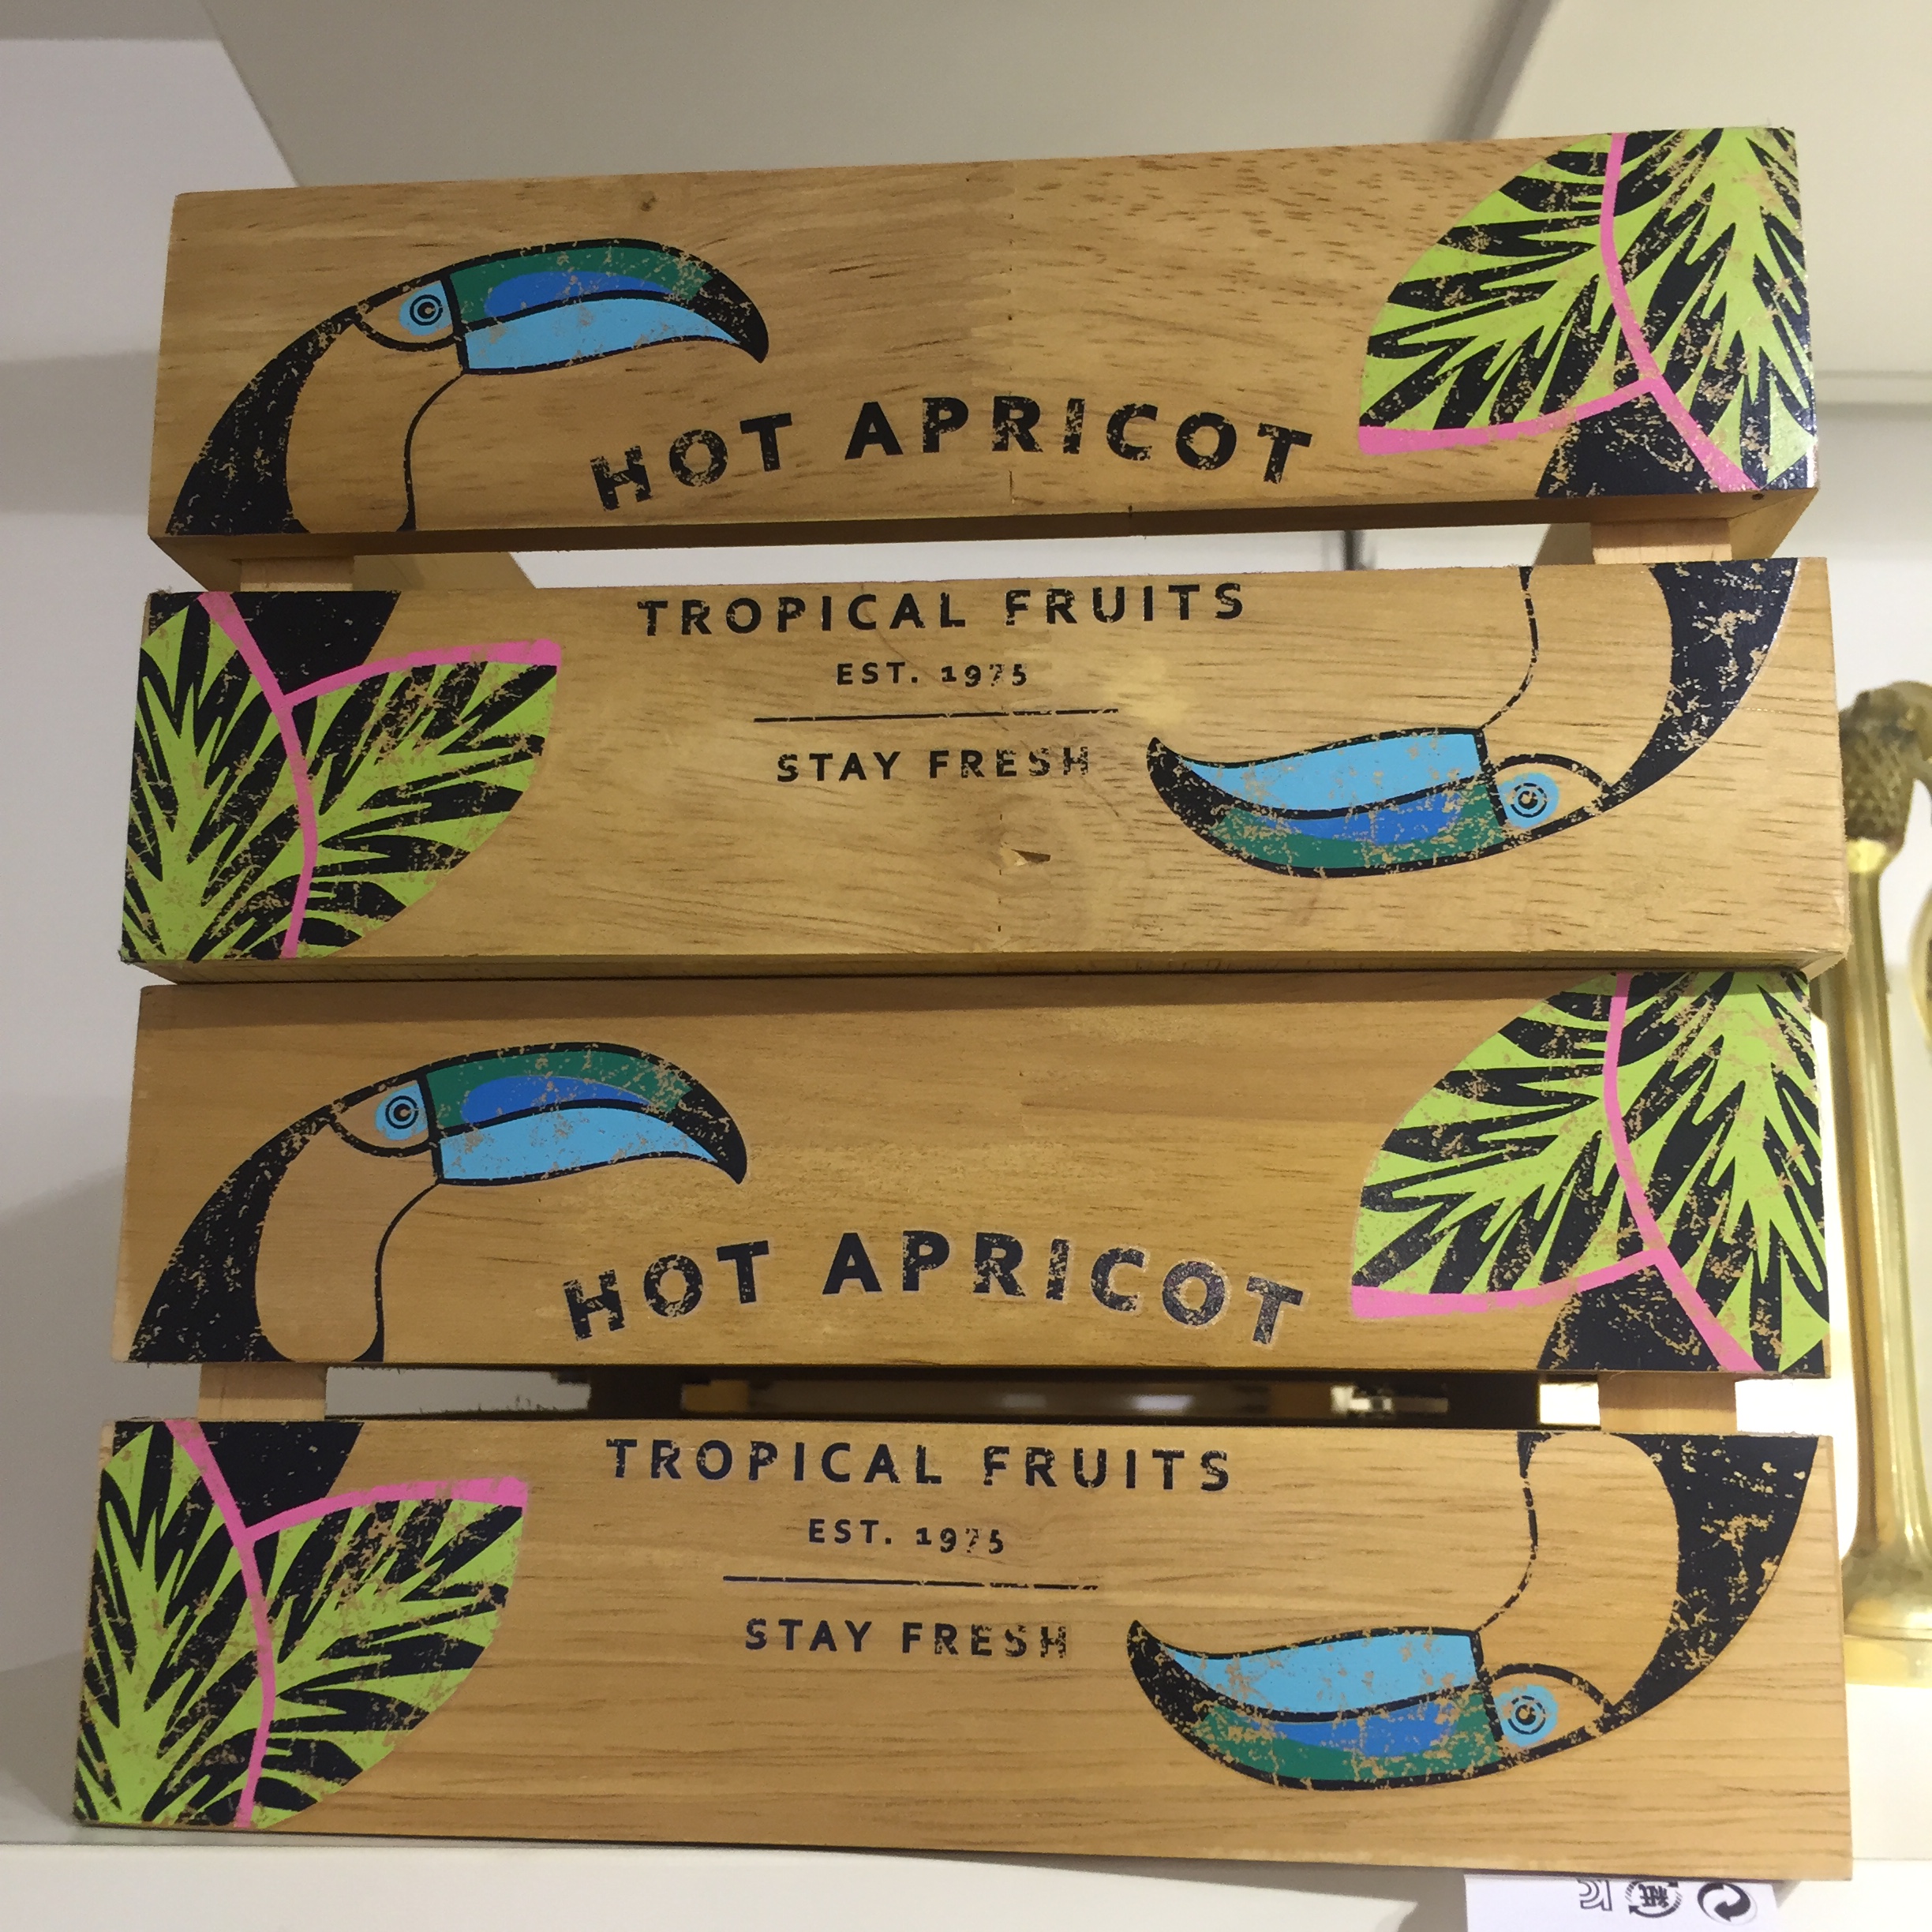 HOT APRICOT
TROPICAL FRUITS
EST. 1975
STAY FRESH
HOT APRICOT
TROPICAL FRUITS
EST. 1975
STAY FRESH